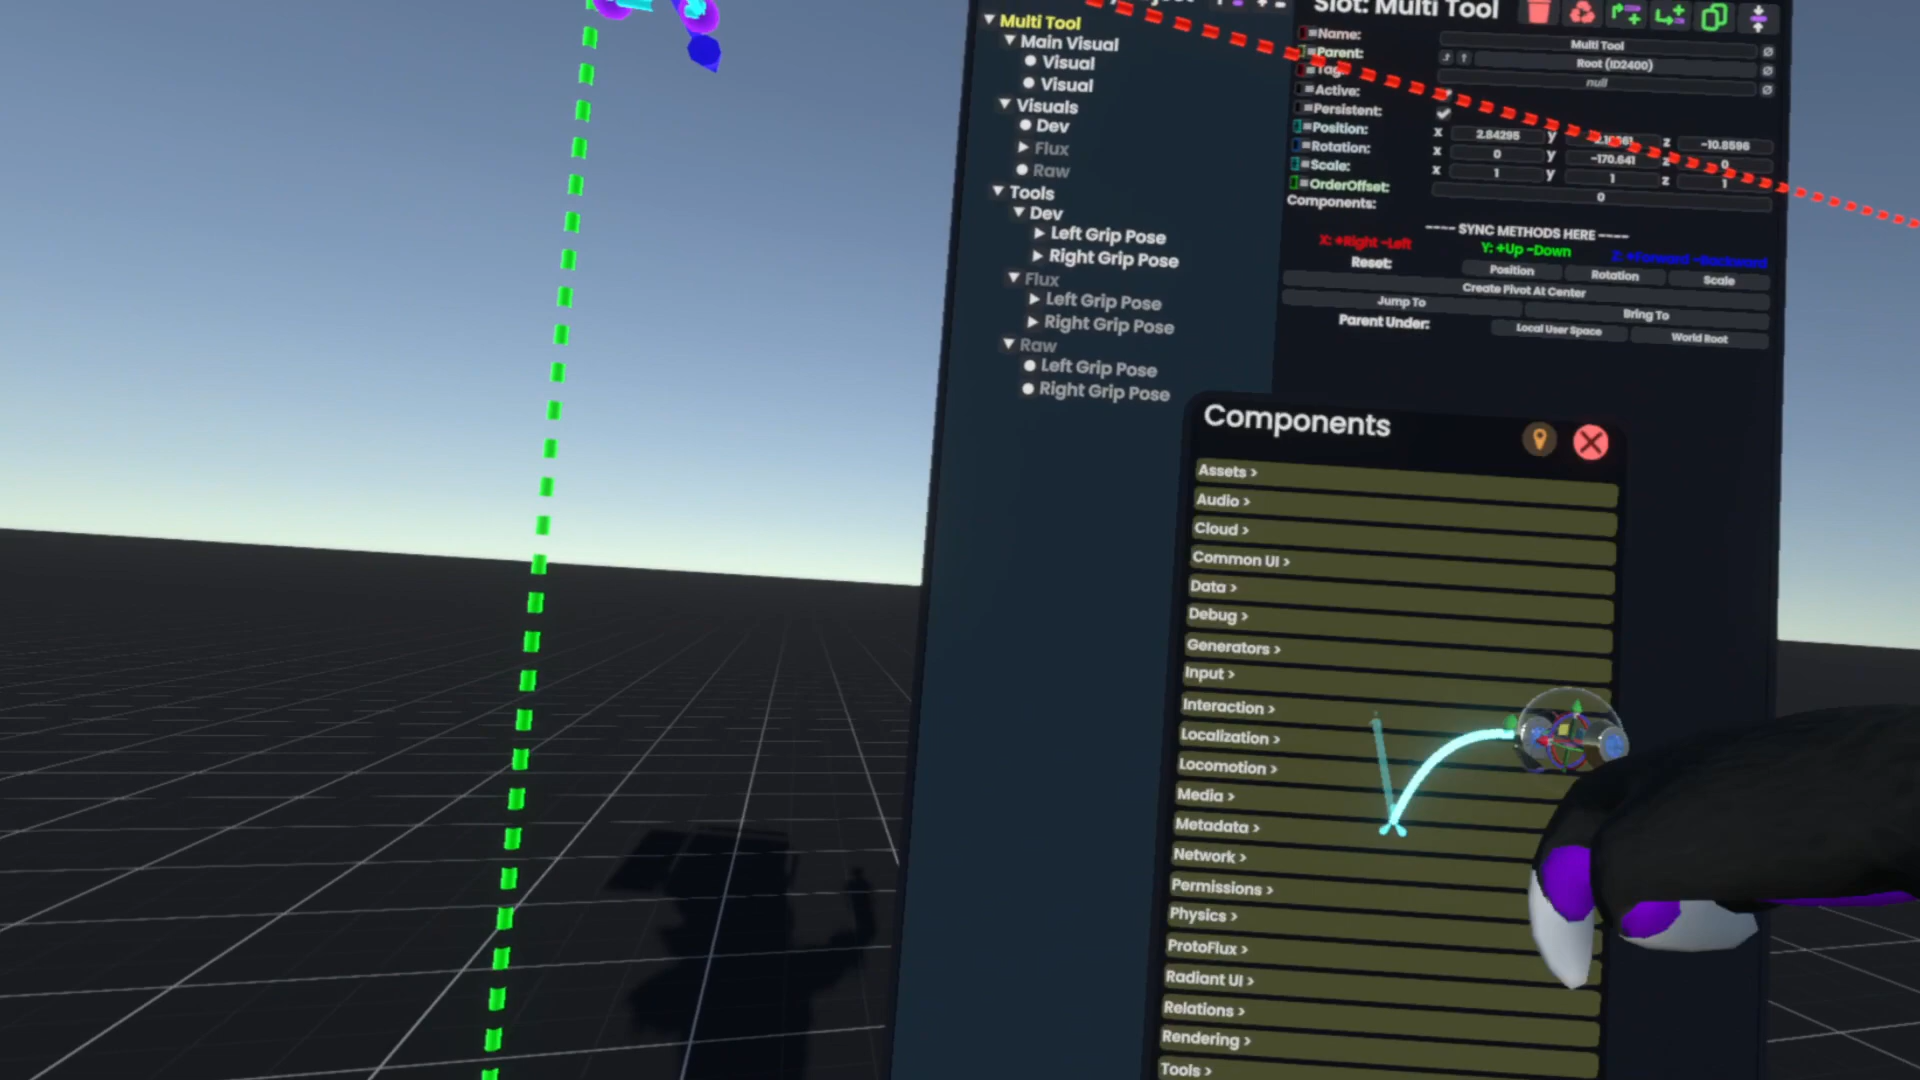 Multi Tool
Main Visual
Visual
Visual
Visuals
Dev
Flux
Raw
Tools
Dev
Left Grip Pose
Right Grip Pose
Flux
Left Grip Pose
Right Grip Pose
Raw
Left Grip Pose
Right Grip Pose
Slot: Multi Tool
Name: Multi Tool
Parent: Root (ID2400)
Tag: null
Active:
Persistent:
Position: x 2.84295 y z -10.8596
Rotation: x 0 y -170.641 z 0
Scale: x 1 y 1 z 1
OrderOffset: 0
Components:
---- SYNC METHODS HERE ----
X: +Right -Left Y: +Up -Down Z: +Forward -Backward
Reset: Position Rotation Scale
Create Pivot At Center
Jump To Bring To
Parent Under: Local User Space World Root
Components
Assets >
Audio >
Cloud >
Common UI >
Data >
Debug >
Generators >
Input >
Interaction >
Localization >
Locomotion >
Media >
Metadata >
Network >
Permissions >
Physics >
ProtoFlux >
Radiant UI >
Relations >
Rendering >
Tools >